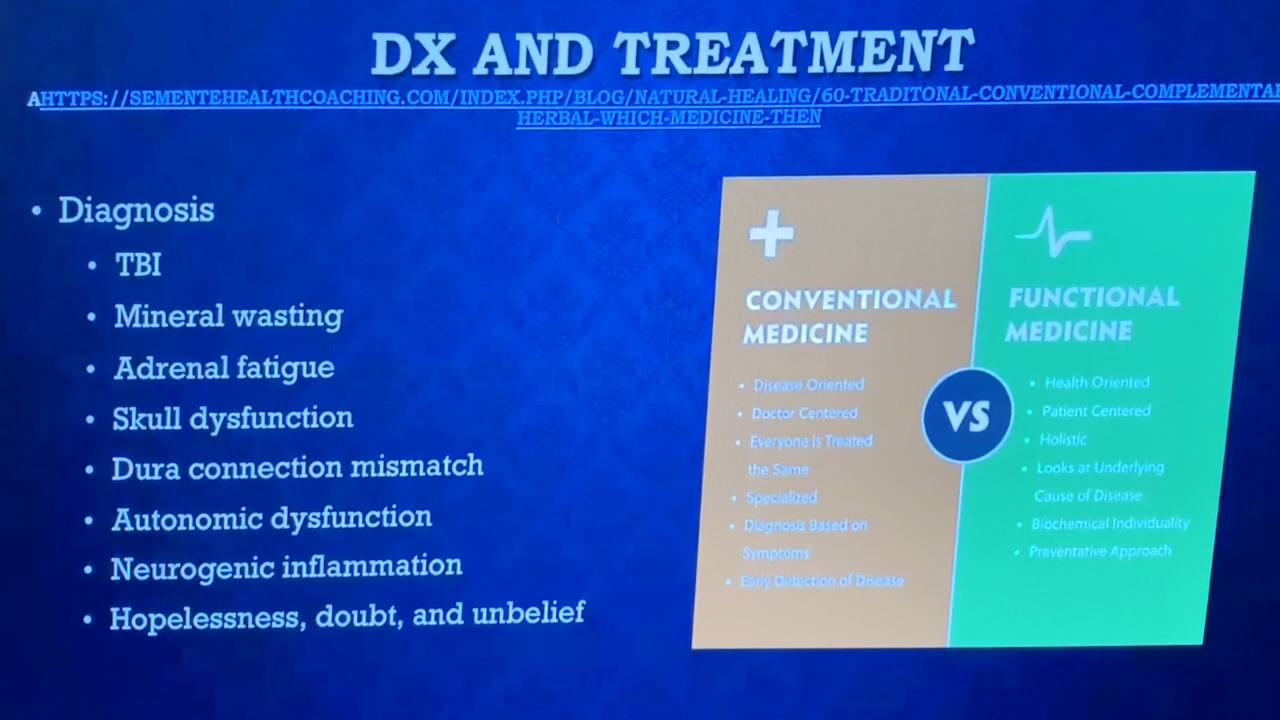 DX AND TREATMENT
AHTTPS://SEMENTEHEALTHCOACHING.COM/INDEX.PHP/BLOG/NATURAL-HEALING/60-TRADITONAL-CONVENTIONAL-COMPLEMENTAR
HERBAL-WHICH-MEDICINE-THEN
• Diagnosis
• TBI
• Mineral wasting
• Adrenal fatigue
• Skull dysfunction
• Dura connection mismatch
• Autonomic dysfunction
• Neurogenic inflammation
• Hopelessness, doubt, and unbelief
CONVENTIONAL
MEDICINE
• Disease Oriented
• Doctor Centered
• Everyone is Treated
the Same
• Specialized
• Diagnosis Based on
Symptoms
• Early Detection of Disease
VS
FUNCTIONAL
MEDICINE
• Health Oriented
• Patient Centered
• Holistic
• Looks at Underlying
Cause of Disease
• Biochemical Individuality
• Preventative Approach